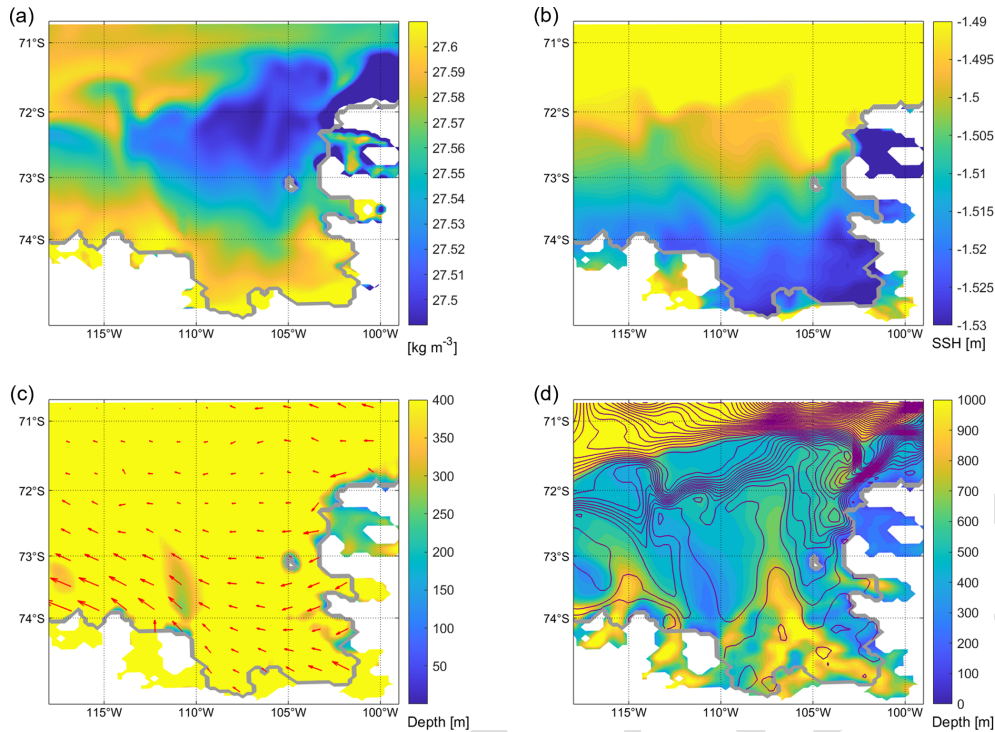 (a)
71°S
72°S
73°S
74°S
115°W
110°W
105°W
100°W
27.6
27.59
27.58
27.57
27.56
27.55
27.54
27.53
27.52
27.51
27.5
[kg m⁻³]
(b)
71°S
72°S
73°S
74°S
115°W
110°W
105°W
100°W
-1.49
-1.495
-1.5
-1.505
-1.51
-1.515
-1.52
-1.525
-1.53
SSH [m]
(c)
71°S
72°S
73°S
74°S
115°W
110°W
105°W
100°W
400
350
300
250
200
150
100
50
Depth [m]
(d)
71°S
72°S
73°S
74°S
115°W
110°W
105°W
100°W
1000
900
800
700
600
500
400
300
200
100
0
Depth [m]